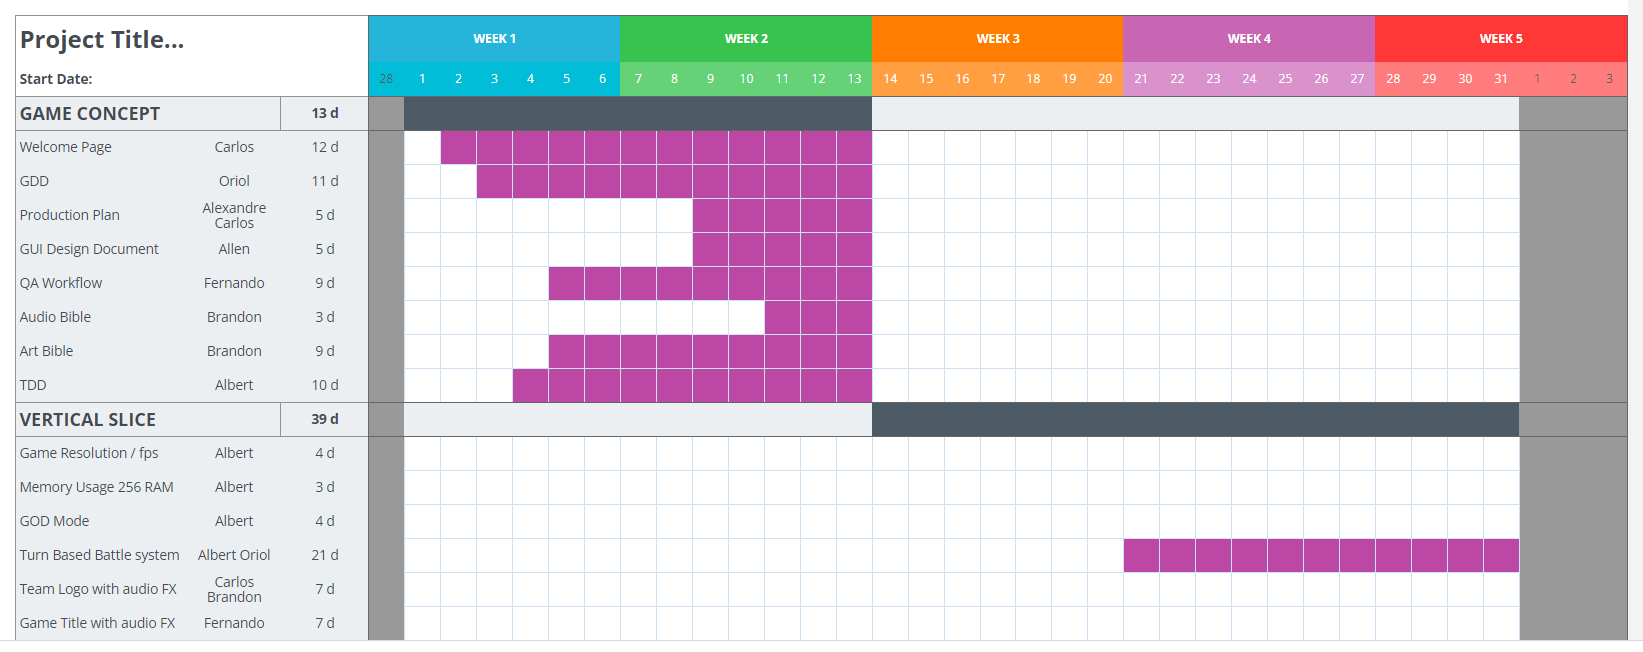 Project Title...
WEEK 1 WEEK 2 WEEK 3 WEEK 4 WEEK 5
Start Date:
28 1 2 3 4 5 6 7 8 9 10 11 12 13 14 15 16 17 18 19 20 21 22 23 24 25 26 27 28 29 30 31 1 2 3
GAME CONCEPT 13 d
Welcome Page Carlos 12 d
GDD Oriol 11 d
Production Plan Alexandre Carlos 5 d
GUI Design Document Allen 5 d
QA Workflow Fernando 9 d
Audio Bible Brandon 3 d
Art Bible Brandon 9 d
TDD Albert 10 d
VERTICAL SLICE 39 d
Game Resolution / fps Albert 4 d
Memory Usage 256 RAM Albert 3 d
GOD Mode Albert 4 d
Turn Based Battle system Albert Oriol 21 d
Team Logo with audio FX Carlos Brandon 7 d
Game Title with audio FX Fernando 7 d